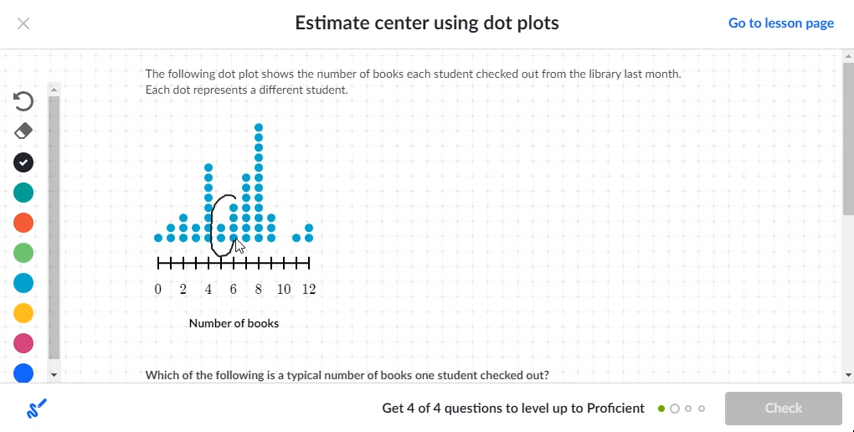 Estimate center using dot plots
Go to lesson page
The following dot plot shows the number of books each student checked out from the library last month.
Each dot represents a different student.
0 2 4 6 8 10 12
Number of books
Which of the following is a typical number of books one student checked out?
Get 4 of 4 questions to level up to Proficient
Check